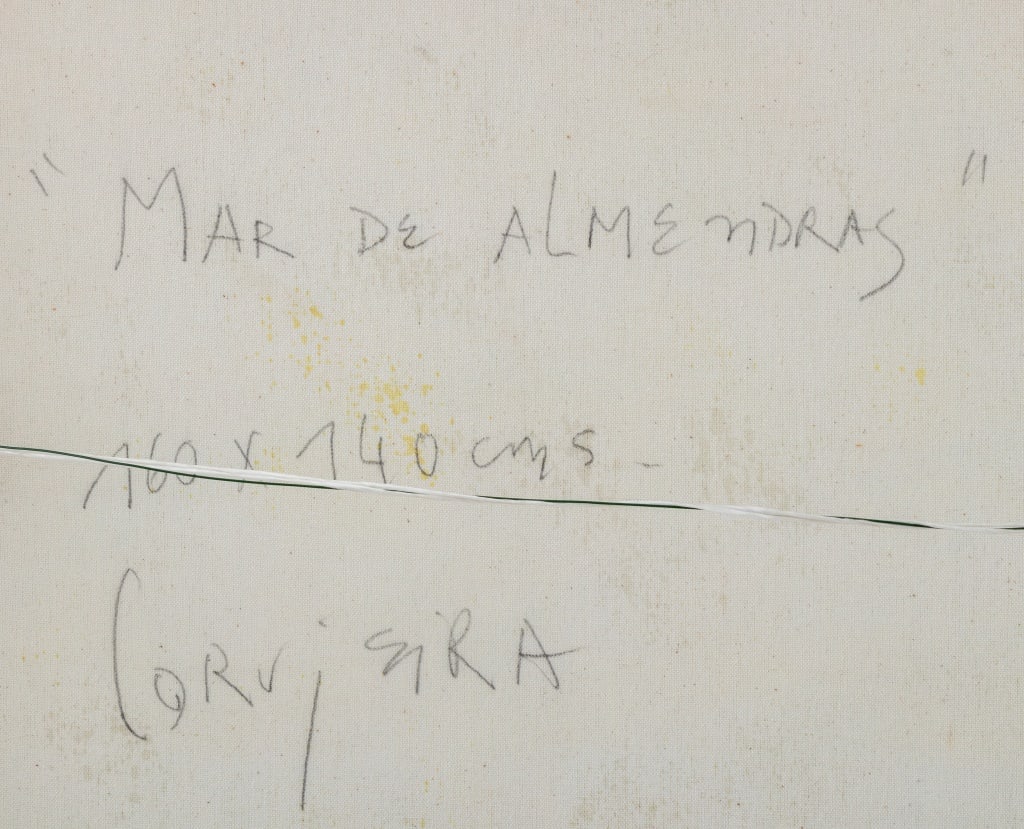 "MAR DE ALMENDRAS"
160 X 140 cms -
CORUjEIRA